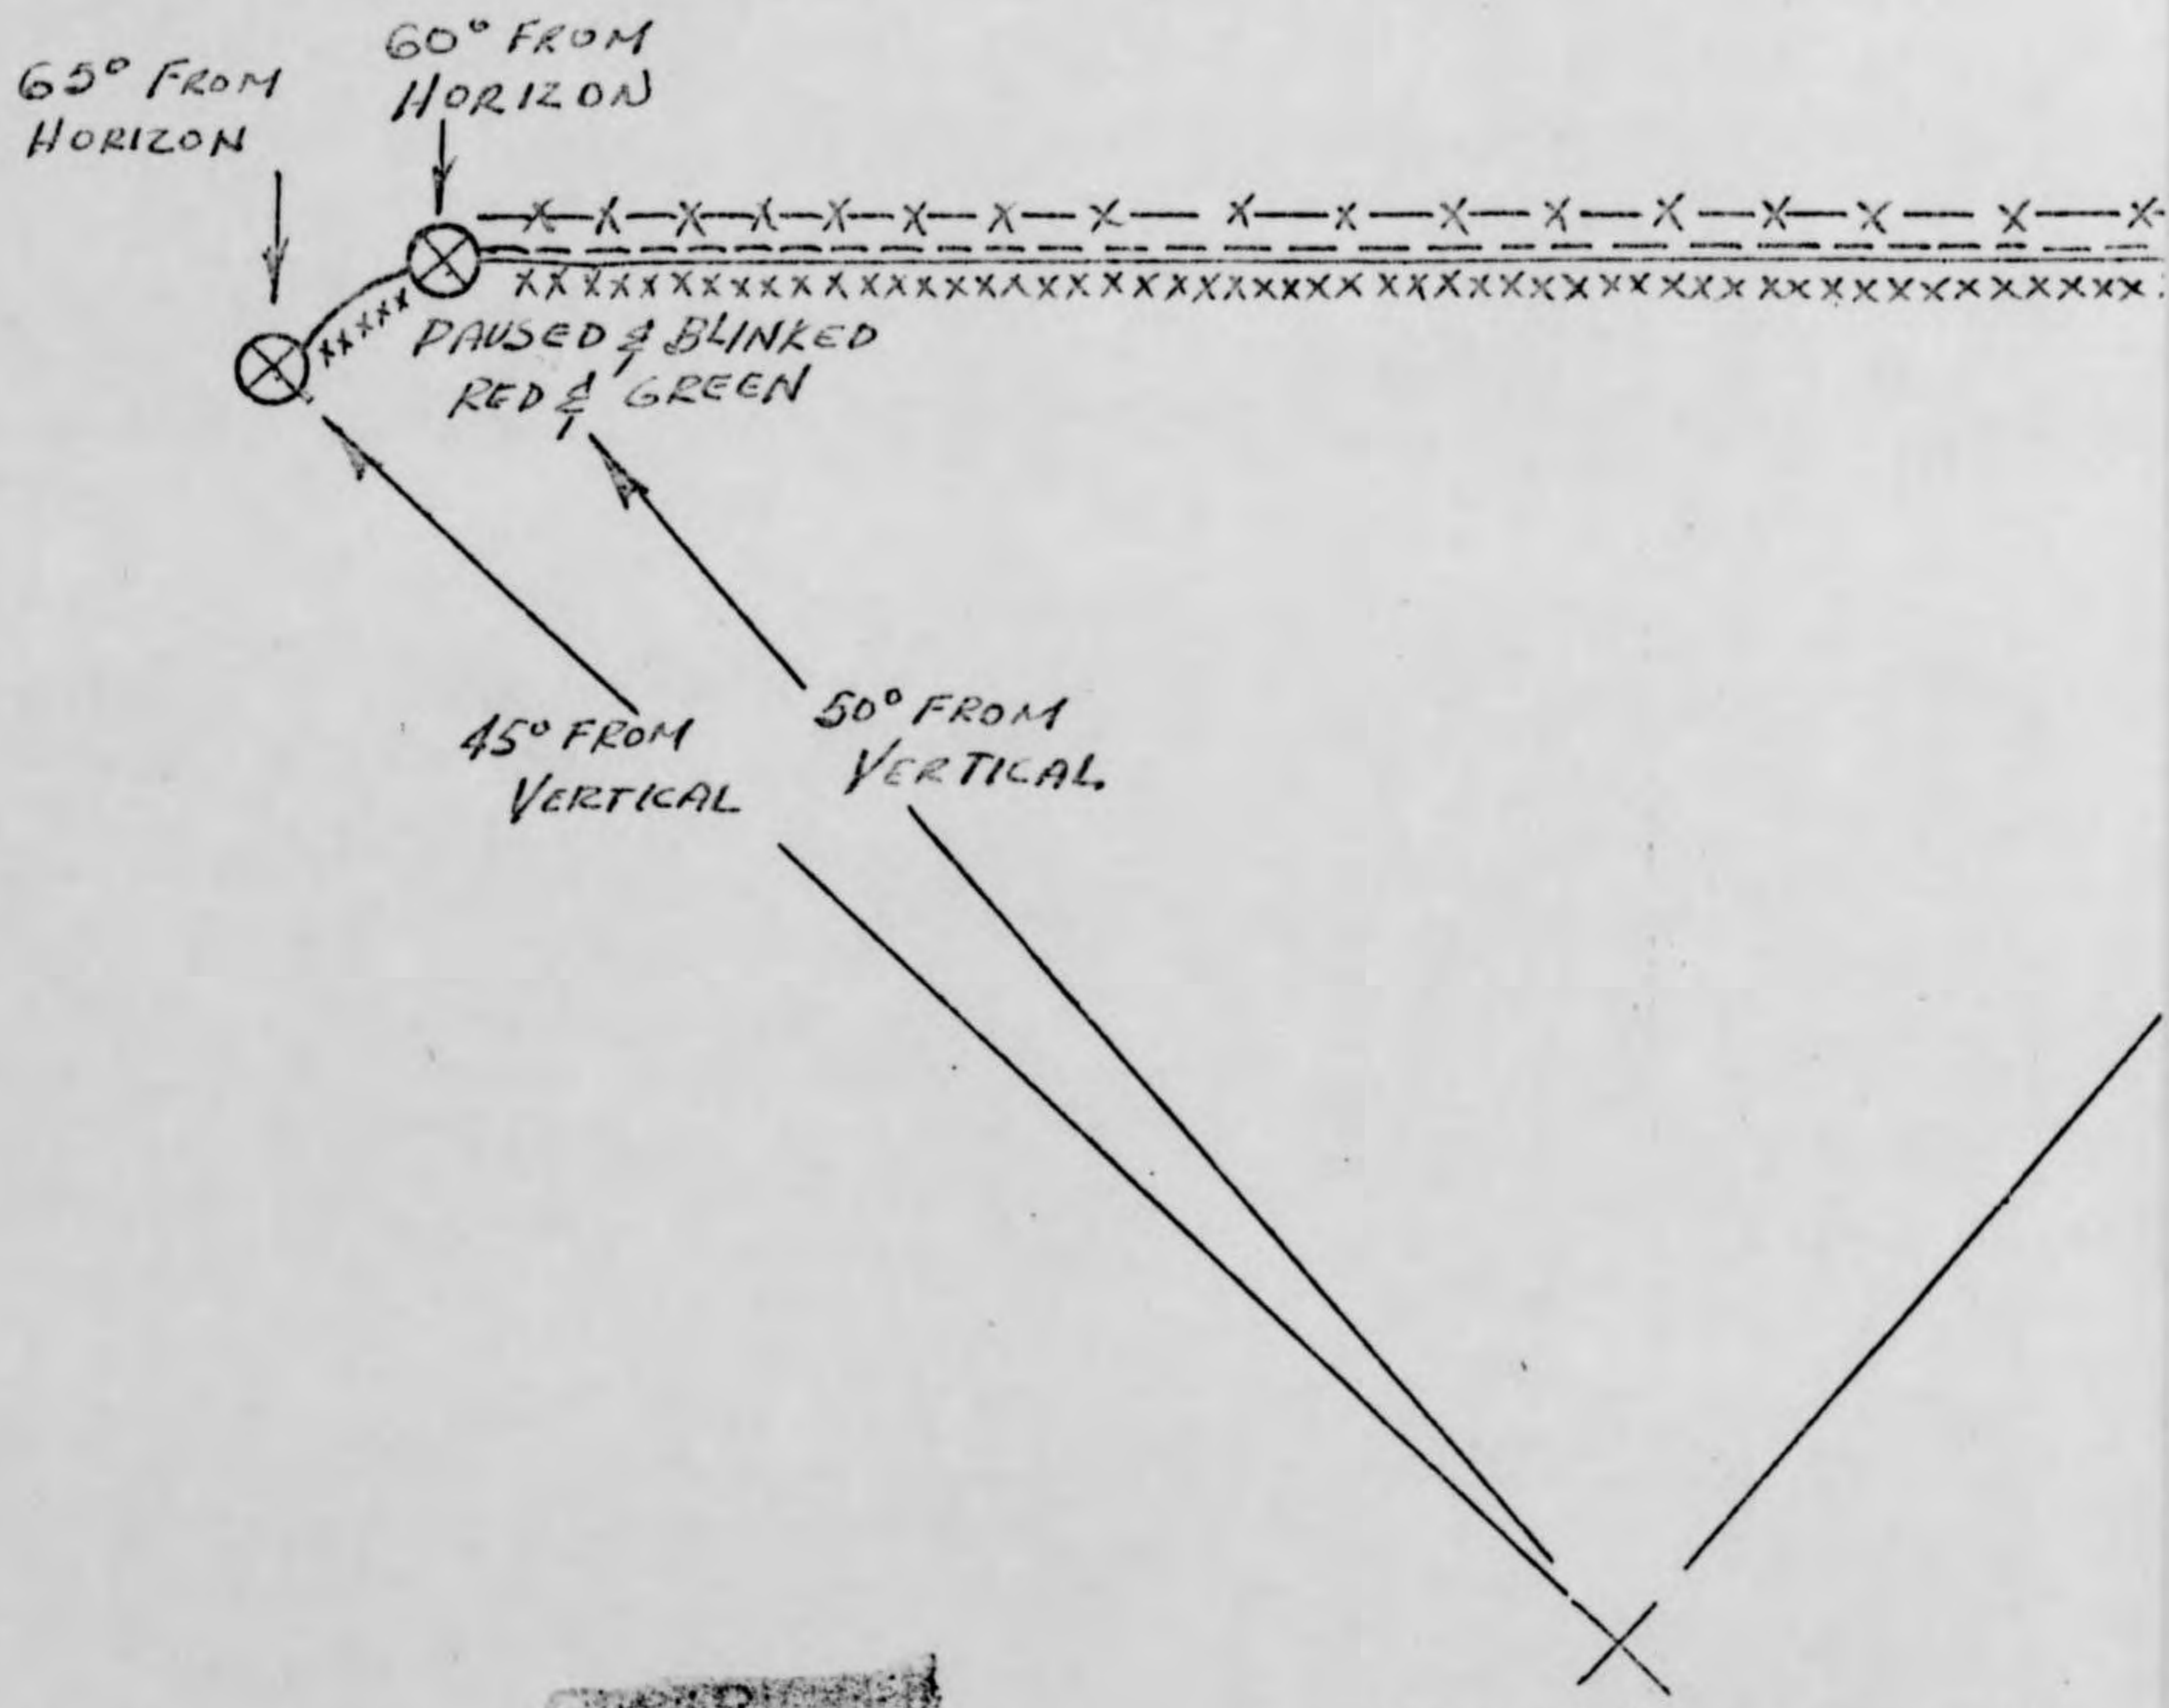 65° FROM
HORIZON
60° FROM
HORIZON
PAUSED & BLINKED
RED & GREEN
45° FROM
VERTICAL
50° FROM
VERTICAL